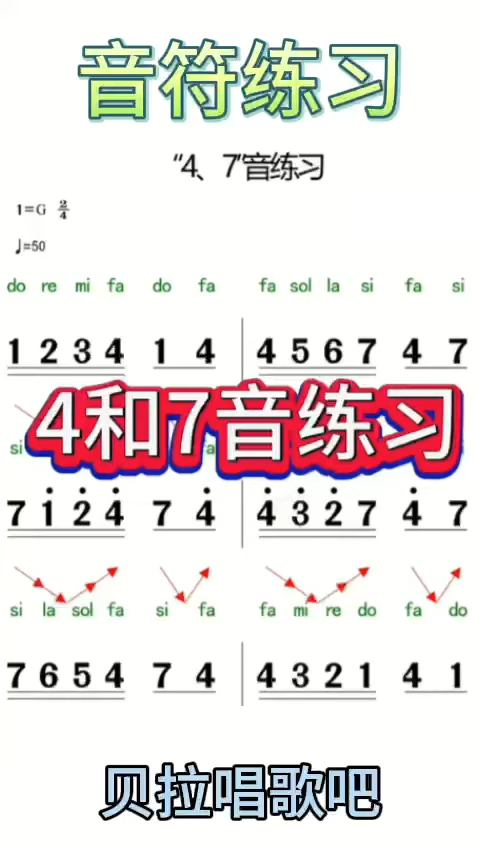 音符练习
“4、7”音练习
1=G 2/4
♩=50
do re mi fa do fa fa sol la si fa si
1 2 3 4 1 4 | 4 5 6 7 4 7
4和7音练习
si
7 1̇ 2̇ 4̇ 7 4̇ | 4̇ 3̇ 2̇ 7 4̇ 7
si la sol fa si fa fa mi re do fa do
7 6 5 4 7 4 | 4 3 2 1 4 1
贝拉唱歌吧